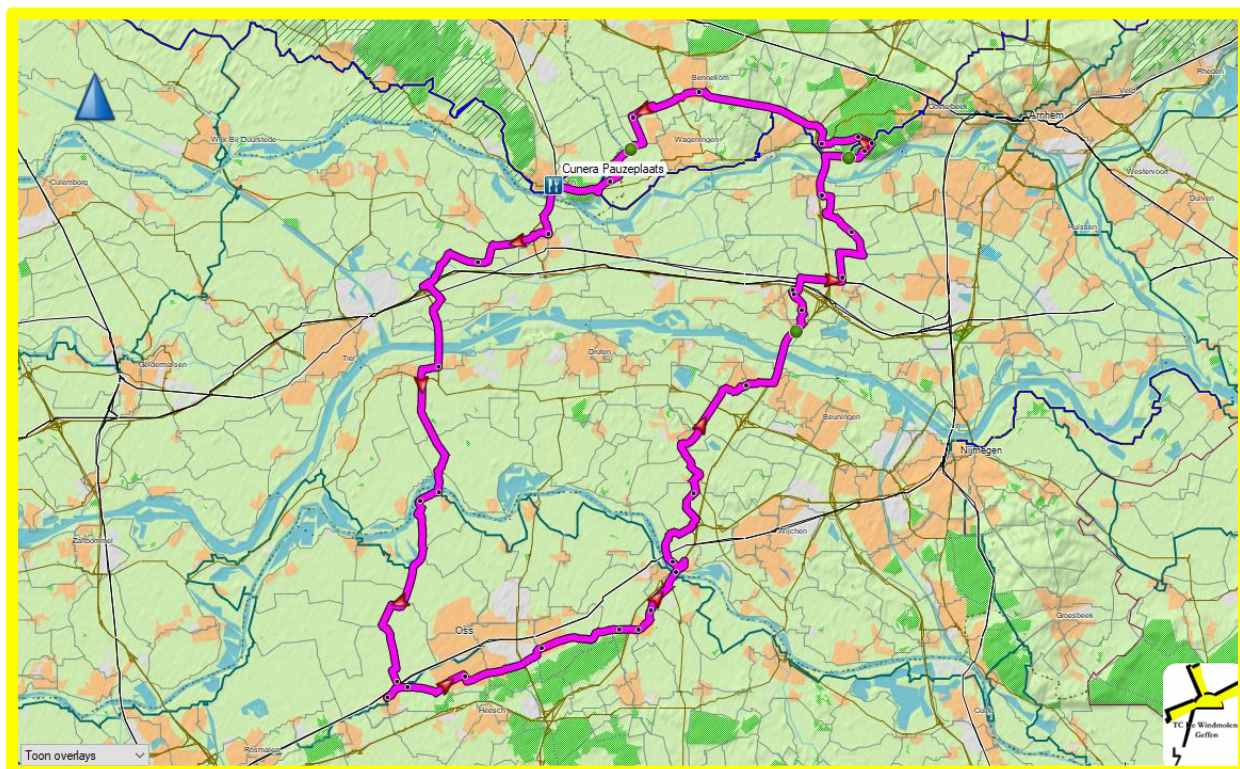 Bennekom
Rheden
Velp
Oosterbeek
Arnhem
Wijk Bij Duurstede
Wageningen
Cunera Pauzeplaats
Westervoort
Culemborg
Duiven
Huissen
Tiel
Druten
Geldermalsen
Beuningen
Nijmegen
Wijchen
Zaltbommel
Groesbeek
Oss
Heesch
Cuijk
Rosmalen
TC De Windmolen
Geffen
Toon overlays